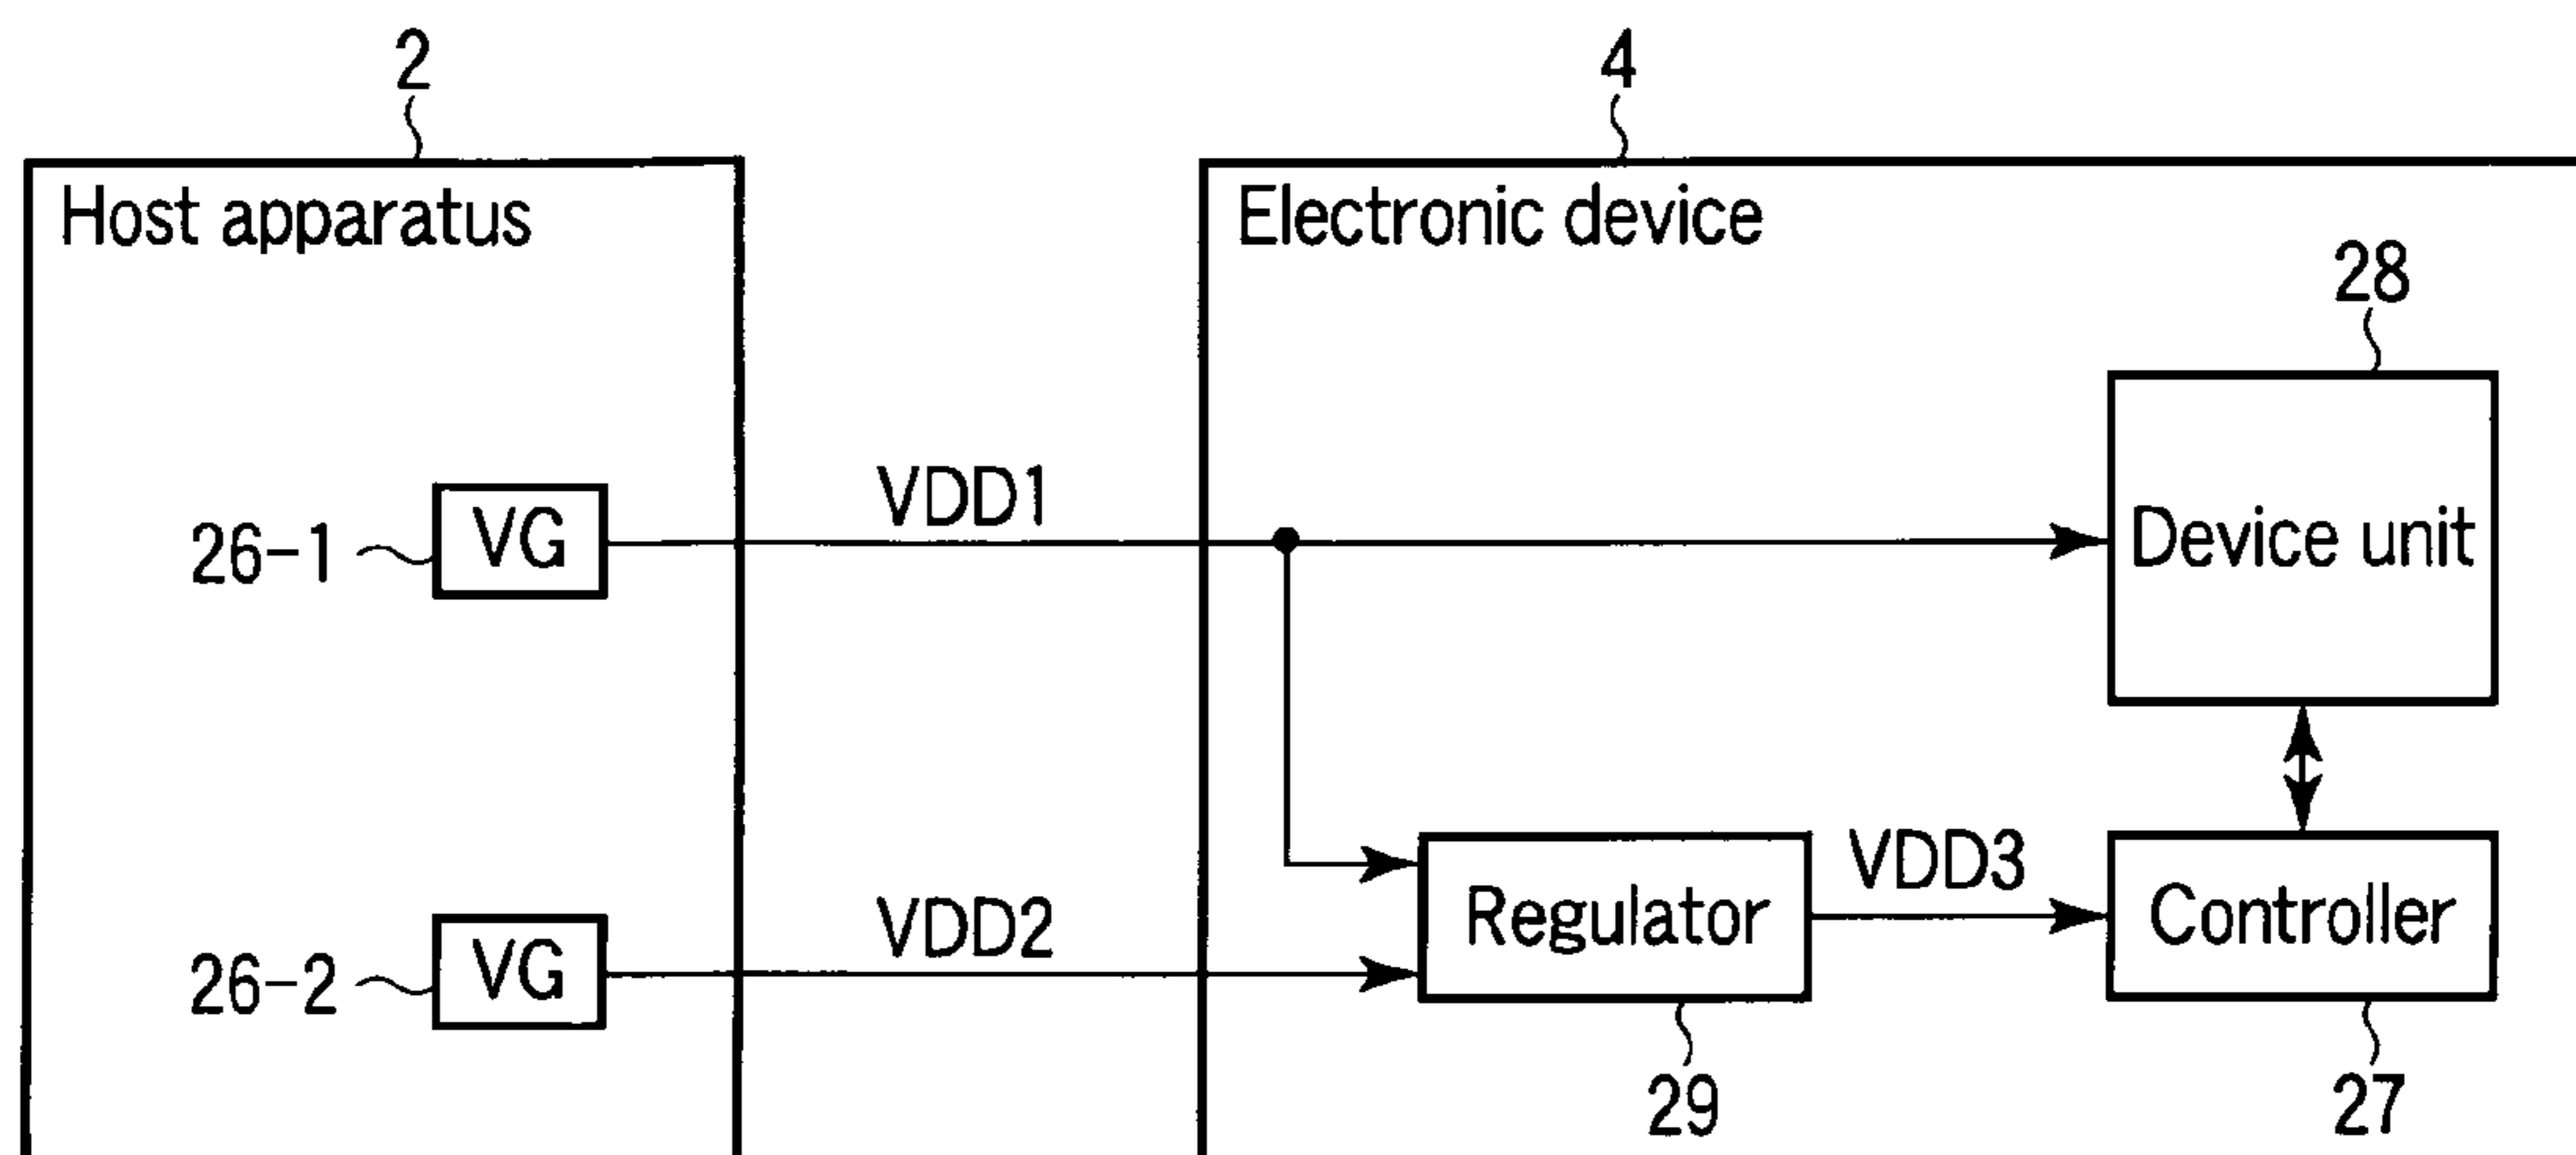 2
4
Host apparatus
Electronic device
28
VDD1
VG
26-1
Device unit
VDD3
VDD2
Regulator
Controller
VG
26-2
29
27